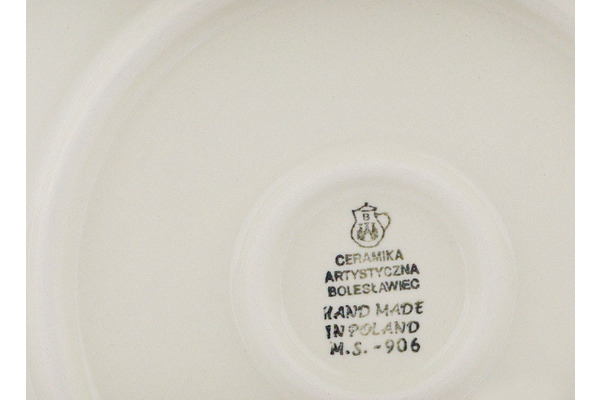 B
CERAMIKA
ARTYSTYCZNA
BOLESŁAWIEC
HAND MADE
IN POLAND
M.S.-906